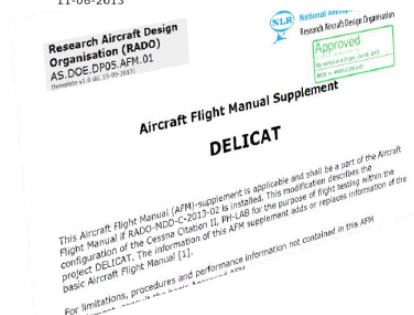 11-06-2013
Research Aircraft Design
Organisation (RADO)
AS.DOE.DP05.AFM.01
NLR
Research Aircraft Design Organisation
Approved
Aircraft Flight Manual Supplement
DELICAT
This Aircraft Flight Manual (AFM)-supplement is applicable and shall be a part of the Aircraft
Flight Manual if RADO-MDD-C-2013-02 is installed. This modification describes the
configuration of the Cessna Citation II, PH-LAB for the purpose of flight testing within the
project DELICAT. The information of this AFM supplement adds or replaces information of the
basic Aircraft Flight Manual [1].
For limitations, procedures and performance information not contained in this AFM